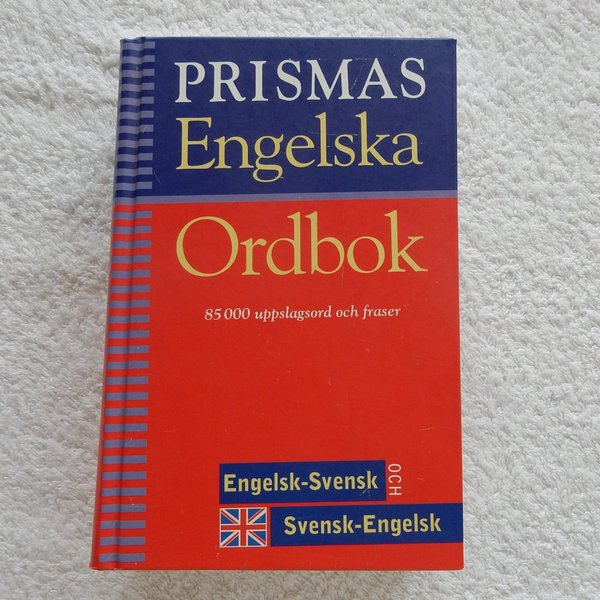 PRISMAS
Engelska
Ordbok
85 000 uppslagsord och fraser
Engelsk-Svensk
OCH
Svensk-Engelsk